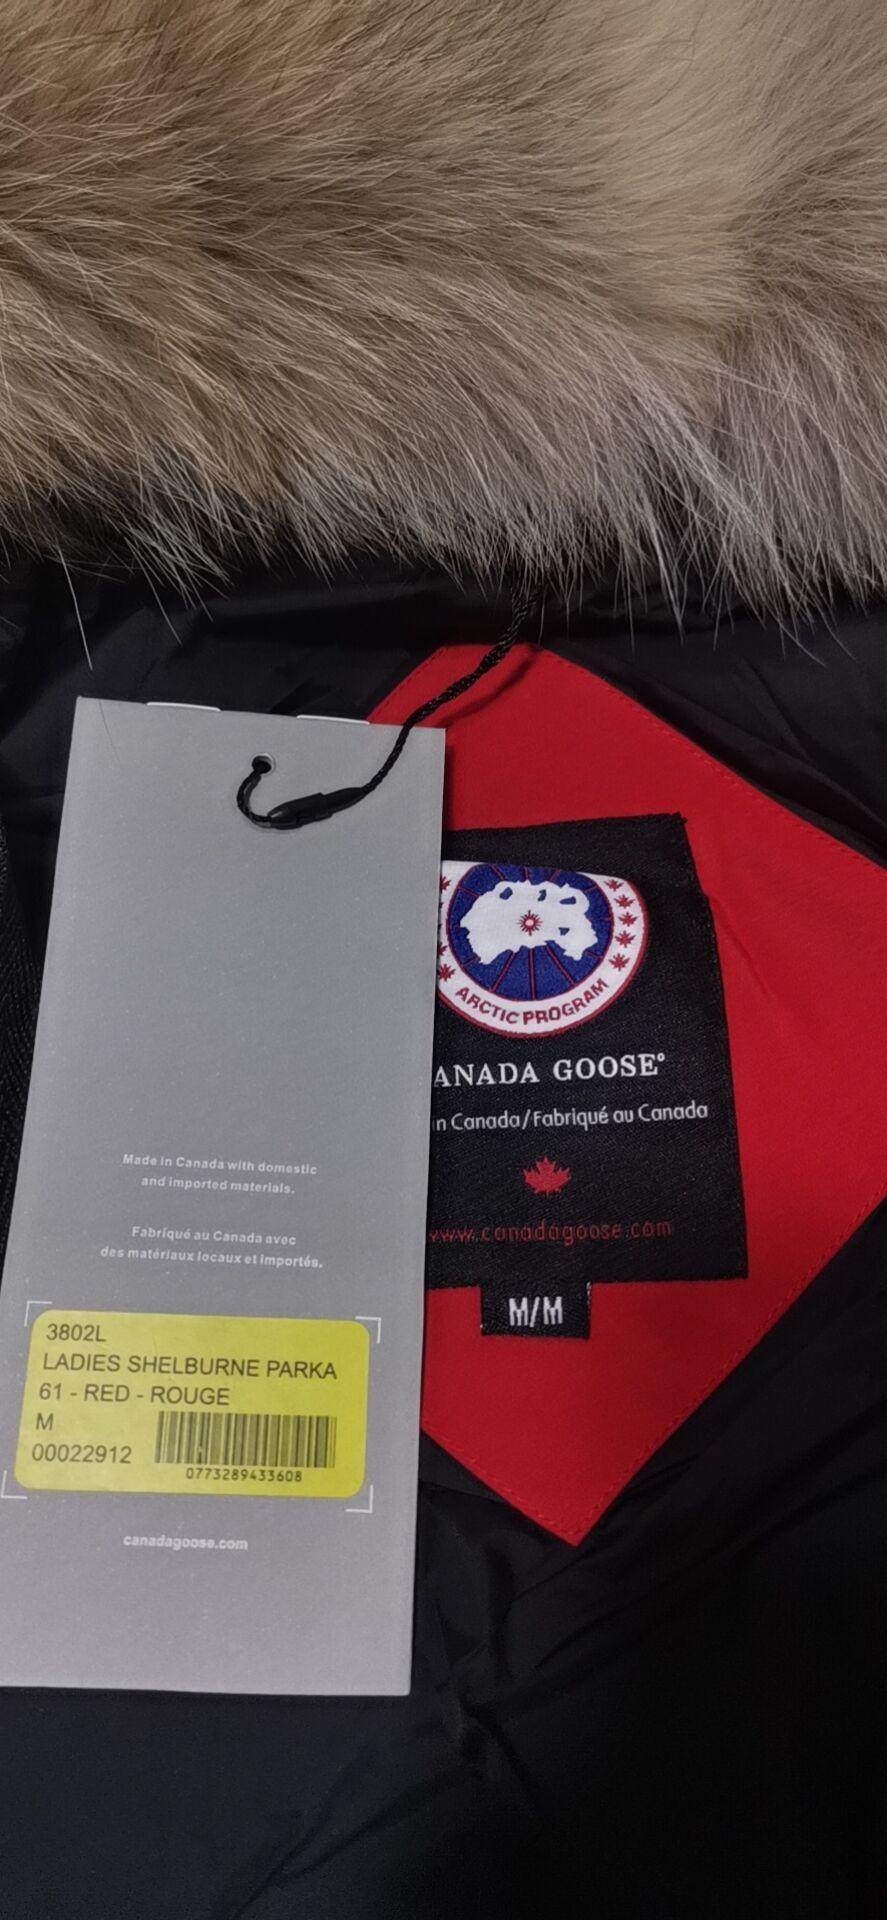 Made in Canada with domestic
and imported materials.
Fabriqué au Canada avec
des matériaux locaux et importés.
3802L
LADIES SHELBURNE PARKA
61 - RED - ROUGE
M
00022912
0773289433608
canadagoose.com
ARCTIC PROGRAM
ANADA GOOSE®
in Canada/Fabriqué au Canada
www.canadagoose.com
M/M